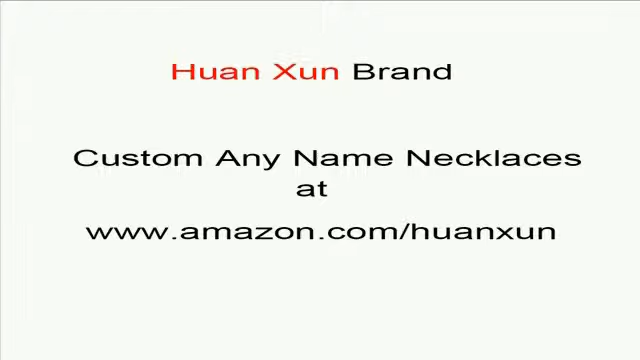 Huan Xun Brand
Custom Any Name Necklaces
at
www.amazon.com/huanxun